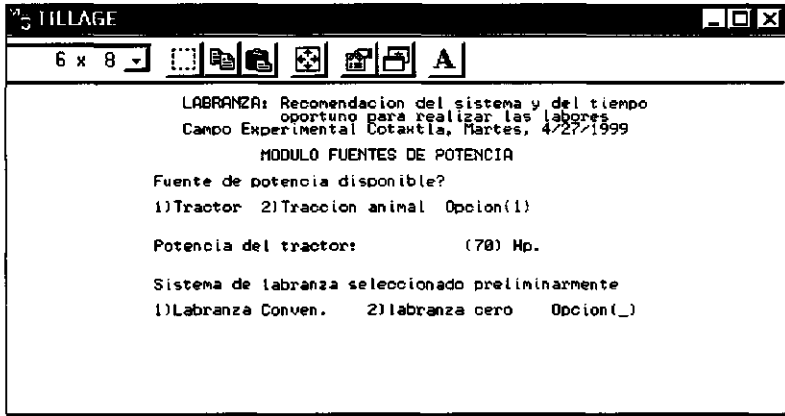 TILLAGE
6 x 8 A
LABRANZA: Recomendacion del sistema y del tiempo
oportuno para realizar las labores
Campo Experimental Cotaxtla, Martes, 4/27/1999
MODULO FUENTES DE POTENCIA
Fuente de potencia disponible?
1)Tractor 2)Traccion animal Opcion(1)
Potencia del tractor: (70) Hp.
Sistema de labranza seleccionado preliminarmente
1)Labranza Conven. 2)labranza cero Opcion(_)